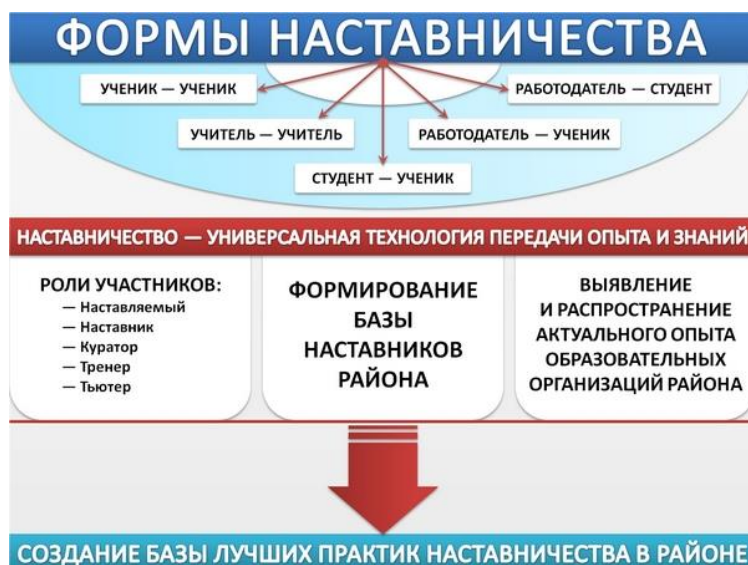 ФОРМЫ НАСТАВНИЧЕСТВА
УЧЕНИК — УЧЕНИК
РАБОТОДАТЕЛЬ — СТУДЕНТ
УЧИТЕЛЬ — УЧИТЕЛЬ
РАБОТОДАТЕЛЬ — УЧЕНИК
СТУДЕНТ — УЧЕНИК
НАСТАВНИЧЕСТВО — УНИВЕРСАЛЬНАЯ ТЕХНОЛОГИЯ ПЕРЕДАЧИ ОПЫТА И ЗНАНИЙ
РОЛИ УЧАСТНИКОВ:
— Наставляемый
— Наставник
— Куратор
— Тренер
— Тьютер
ФОРМИРОВАНИЕ
БАЗЫ
НАСТАВНИКОВ
РАЙОНА
ВЫЯВЛЕНИЕ
И РАСПРОСТРАНЕНИЕ
АКТУАЛЬНОГО ОПЫТА
ОБРАЗОВАТЕЛЬНЫХ
ОРГАНИЗАЦИЙ РАЙОНА
СОЗДАНИЕ БАЗЫ ЛУЧШИХ ПРАКТИК НАСТАВНИЧЕСТВА В РАЙОНЕ